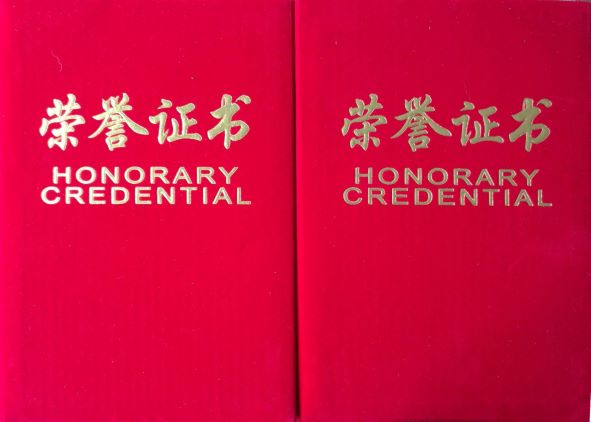 荣誉证书
HONORARY
CREDENTIAL
荣誉证书
HONORARY
CREDENTIAL